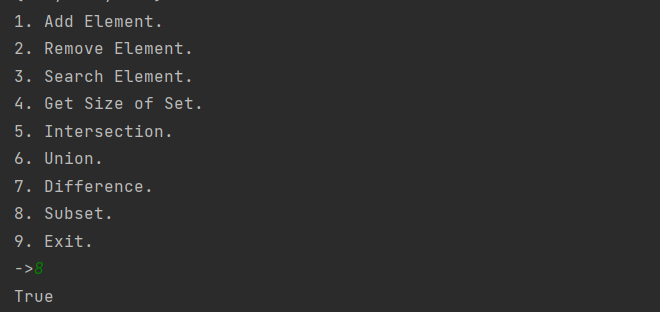 1. Add Element.
2. Remove Element.
3. Search Element.
4. Get Size of Set.
5. Intersection.
6. Union.
7. Difference.
8. Subset.
9. Exit.
->8
True